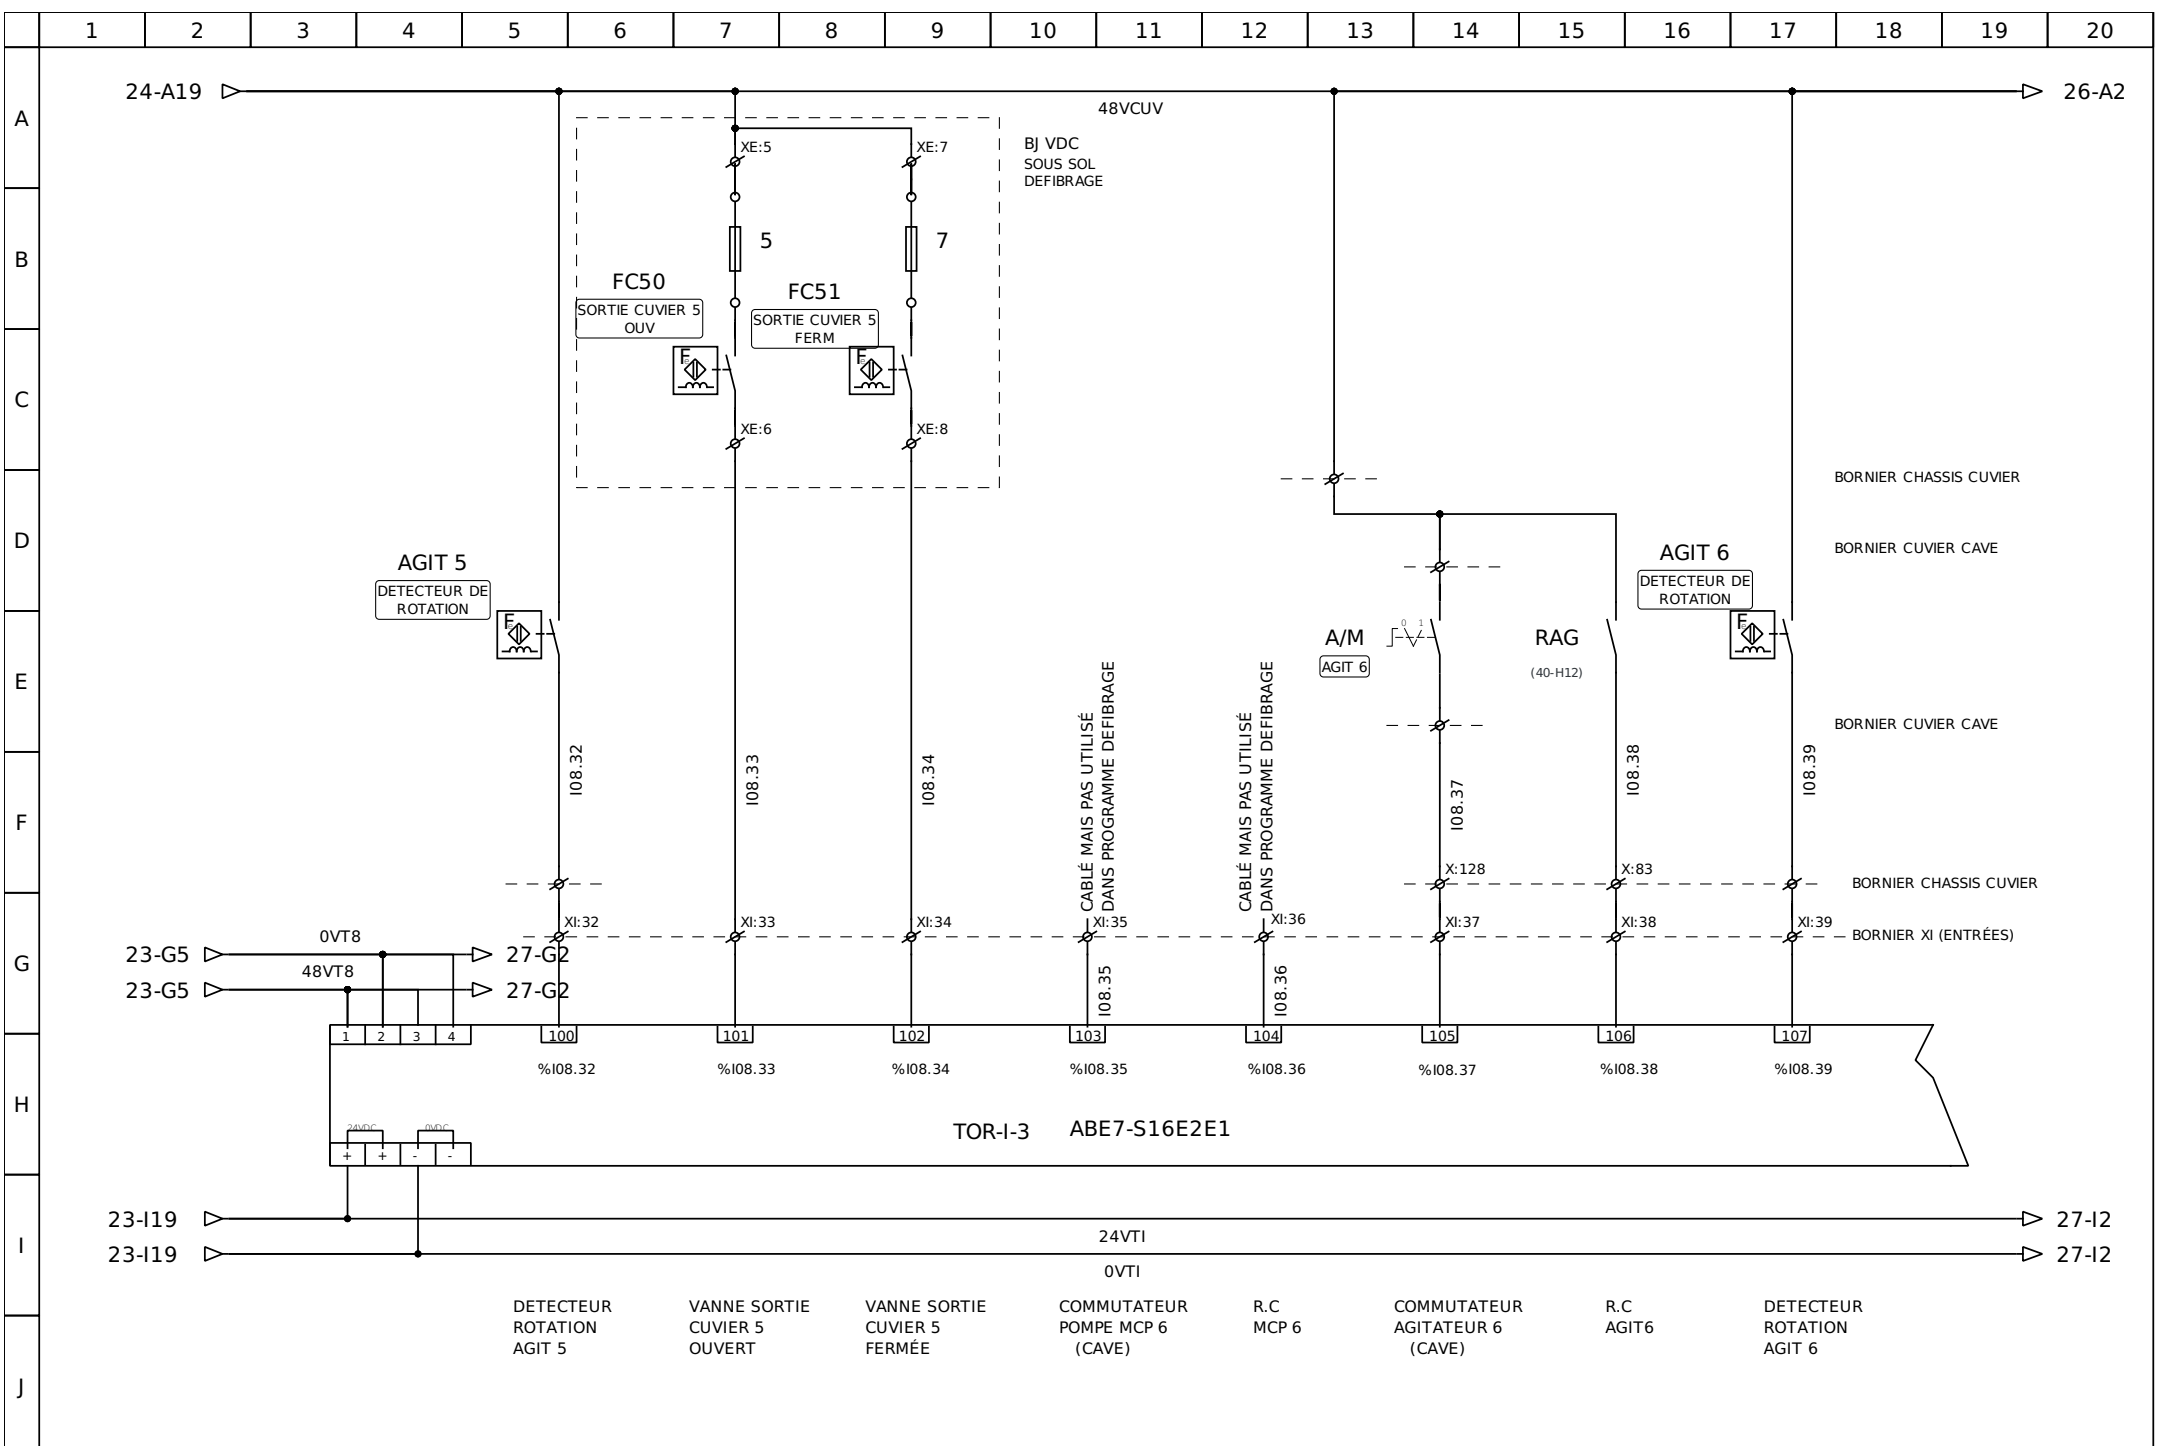 1 2 3 4 5 6 7 8 9 10 11 12 13 14 15 16 17 18 19 20
A
B
C
D
E
F
G
H
I
J
24-A19
48VCUV
26-A2
XE:5
XE:7
BJ VDC
SOUS SOL
DEFIBRAGE
5
7
FC50
SORTIE CUVIER 5
OUV
FC51
SORTIE CUVIER 5
FERM
F
F
XE:6
XE:8
BORNIER CHASSIS CUVIER
BORNIER CUVIER CAVE
AGIT 5
DETECTEUR DE
ROTATION
F
AGIT 6
DETECTEUR DE
ROTATION
F
A/M
0 1
AGIT 6
RAG
(40-H12)
BORNIER CUVIER CAVE
I08.32
I08.33
I08.34
CABLÉ MAIS PAS UTILISÉ
DANS PROGRAMME DEFIBRAGE
CABLÉ MAIS PAS UTILISÉ
DANS PROGRAMME DEFIBRAGE
I08.37
I08.38
I08.39
X:128
X:83
BORNIER CHASSIS CUVIER
XI:32
XI:33
XI:34
XI:35
XI:36
XI:37
XI:38
XI:39
BORNIER XI (ENTRÉES)
23-G5
0VT8
27-G2
23-G5
48VT8
27-G2
I08.35
I08.36
1 2 3 4
100
101
102
103
104
105
106
107
%I08.32
%I08.33
%I08.34
%I08.35
%I08.36
%I08.37
%I08.38
%I08.39
24VDC
0VDC
+ + - -
TOR-I-3
ABE7-S16E2E1
23-I19
24VTI
27-I2
23-I19
0VTI
27-I2
DETECTEUR
ROTATION
AGIT 5
VANNE SORTIE
CUVIER 5
OUVERT
VANNE SORTIE
CUVIER 5
FERMÉE
COMMUTATEUR
POMPE MCP 6
(CAVE)
R.C
MCP 6
COMMUTATEUR
AGITATEUR 6
(CAVE)
R.C
AGIT6
DETECTEUR
ROTATION
AGIT 6